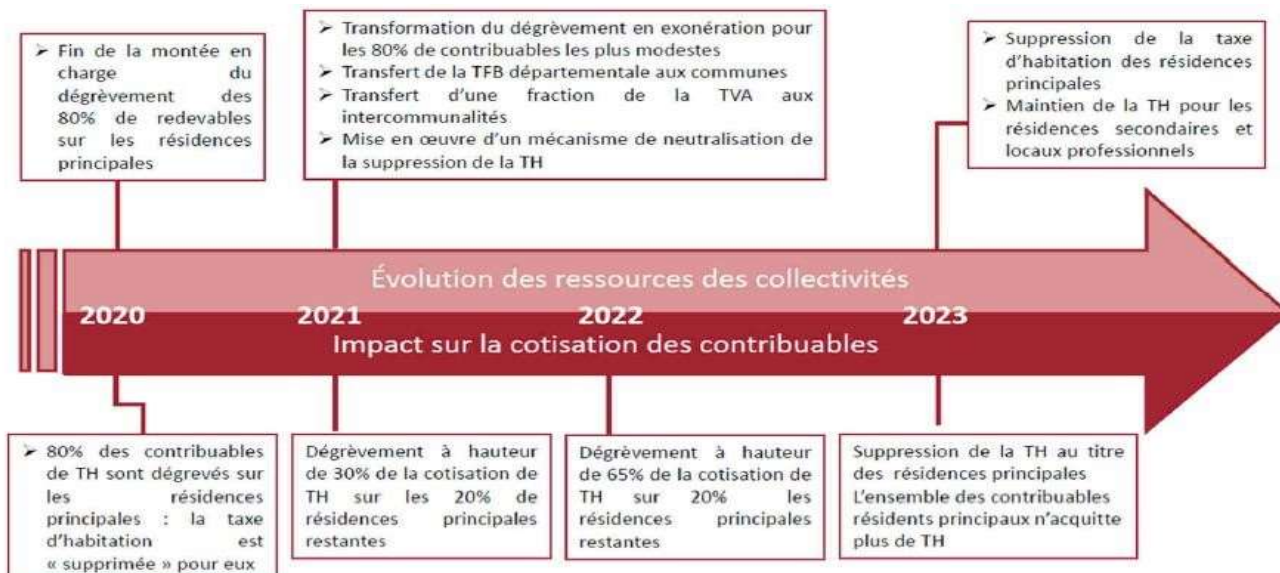 ➤ Fin de la montée en
charge du
dégrèvement des
80% de redevables
sur les résidences
principales
➤ Transformation du dégrèvement en exonération pour
les 80% de contribuables les plus modestes
➤ Transfert de la TFB départementale aux communes
➤ Transfert d'une fraction de la TVA aux
intercommunalités
➤ Mise en œuvre d'un mécanisme de neutralisation de
la suppression de la TH
➤ Suppression de la taxe
d'habitation des résidences
principales
➤ Maintien de la TH pour les
résidences secondaires et
locaux professionnels
Évolution des ressources des collectivités
2020 2021 2022 2023
Impact sur la cotisation des contribuables
➤ 80% des contribuables
de TH sont dégrevés sur
les résidences
principales : la taxe
d'habitation est
« supprimée » pour eux
Dégrèvement à hauteur
de 30% de la cotisation de
TH sur les 20% de
résidences principales
restantes
Dégrèvement à hauteur
de 65% de la cotisation de
TH sur 20% les
résidences principales
restantes
Suppression de la TH au titre
des résidences principales
L'ensemble des contribuables
résidents principaux n'acquitte
plus de TH